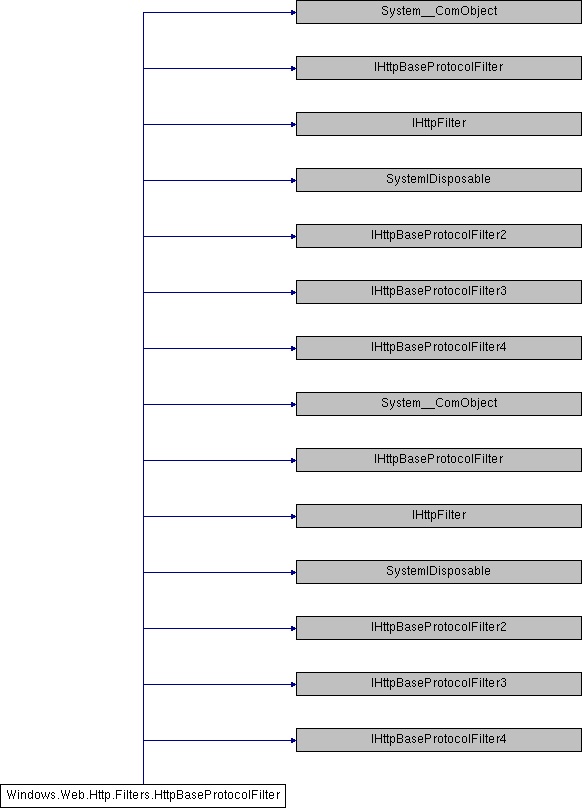 System__ComObject
IHttpBaseProtocolFilter
IHttpFilter
SystemIDisposable
IHttpBaseProtocolFilter2
IHttpBaseProtocolFilter3
IHttpBaseProtocolFilter4
System__ComObject
IHttpBaseProtocolFilter
IHttpFilter
SystemIDisposable
IHttpBaseProtocolFilter2
IHttpBaseProtocolFilter3
IHttpBaseProtocolFilter4
Windows.Web.Http.Filters.HttpBaseProtocolFilter